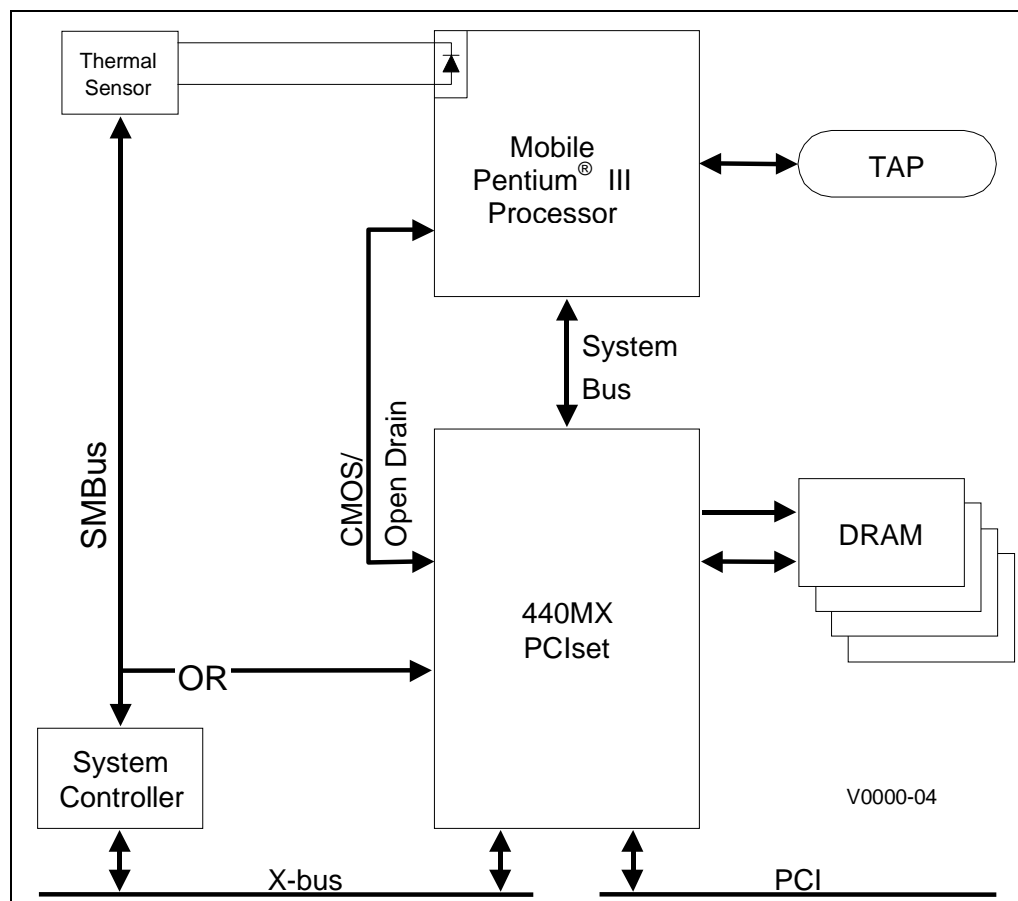 Thermal
Sensor
Mobile
Pentium® III
Processor
TAP
System
Bus
SMBus
CMOS/
Open Drain
DRAM
440MX
PCIset
OR
System
Controller
V0000-04
X-bus
PCI